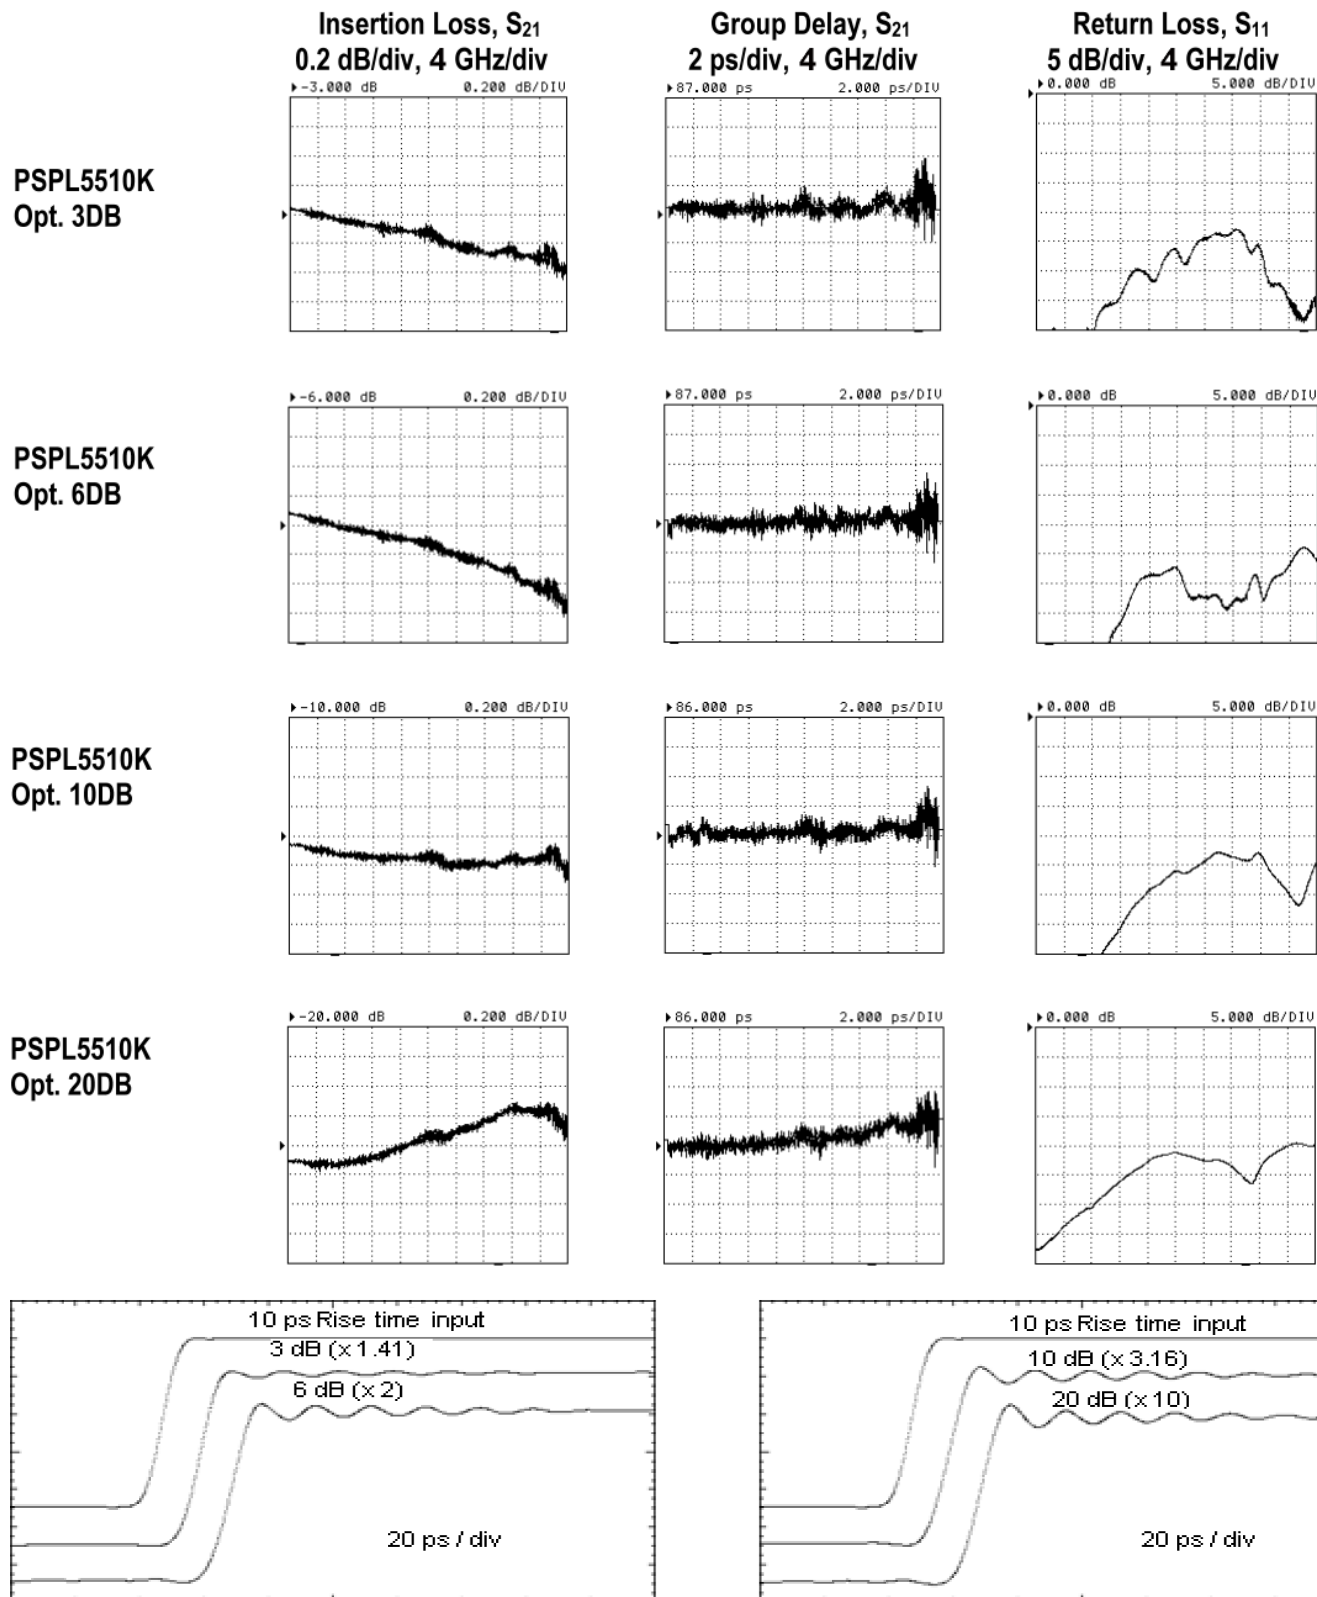 Insertion Loss, S21
0.2 dB/div, 4 GHz/div
Group Delay, S21
2 ps/div, 4 GHz/div
Return Loss, S11
5 dB/div, 4 GHz/div
PSPL5510K
Opt. 3DB
-3.000 dB 0.200 dB/DIV
87.000 ps 2.000 ps/DIV
0.000 dB 5.000 dB/DIV
PSPL5510K
Opt. 6DB
-6.000 dB 0.200 dB/DIV
87.000 ps 2.000 ps/DIV
0.000 dB 5.000 dB/DIV
PSPL5510K
Opt. 10DB
-10.000 dB 0.200 dB/DIV
86.000 ps 2.000 ps/DIV
0.000 dB 5.000 dB/DIV
PSPL5510K
Opt. 20DB
-20.000 dB 0.200 dB/DIV
86.000 ps 2.000 ps/DIV
0.000 dB 5.000 dB/DIV
10 ps Rise time input
3 dB (x 1.41)
6 dB (x 2)
20 ps / div
10 ps Rise time input
10 dB (x 3.16)
20 dB (x 10)
20 ps / div